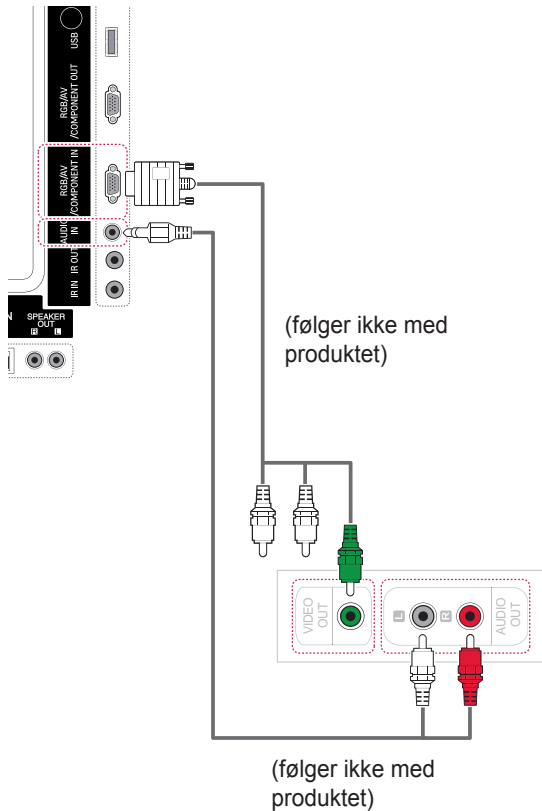 USB
RGB/AV
/COMPONENT OUT
RGB/AV
/COMPONENT IN
AUDIO
IN
IR OUT
IR IN
N
SPEAKER
OUT
R L
(følger ikke med
produktet)
VIDEO
OUT
L
R
AUDIO
OUT
(følger ikke med
produktet)